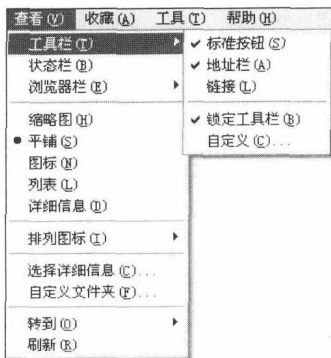 查看(V) 收藏(A) 工具(T) 帮助(H)
工具栏(T)
状态栏(B)
浏览器栏(E)
缩略图(H)
平铺(S)
图标(N)
列表(L)
详细信息(D)
排列图标(I)
选择详细信息(C)...
自定义文件夹(F)...
转到(O)
刷新(R)
标准按钮(S)
地址栏(A)
链接(L)
锁定工具栏(B)
自定义(C)...